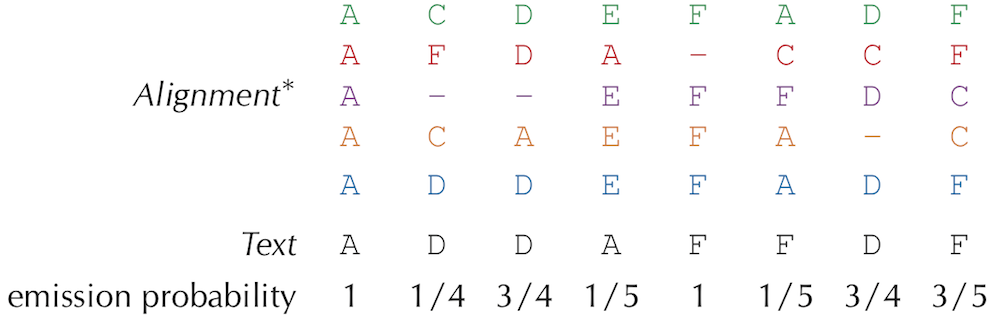 A C D E F A D F
A F D A – C C F
Alignment* A – – E F F D C
A C A E F A – C
A D D E F A D F
Text A D D A F F D F
emission probability 1 1/4 3/4 1/5 1 1/5 3/4 3/5